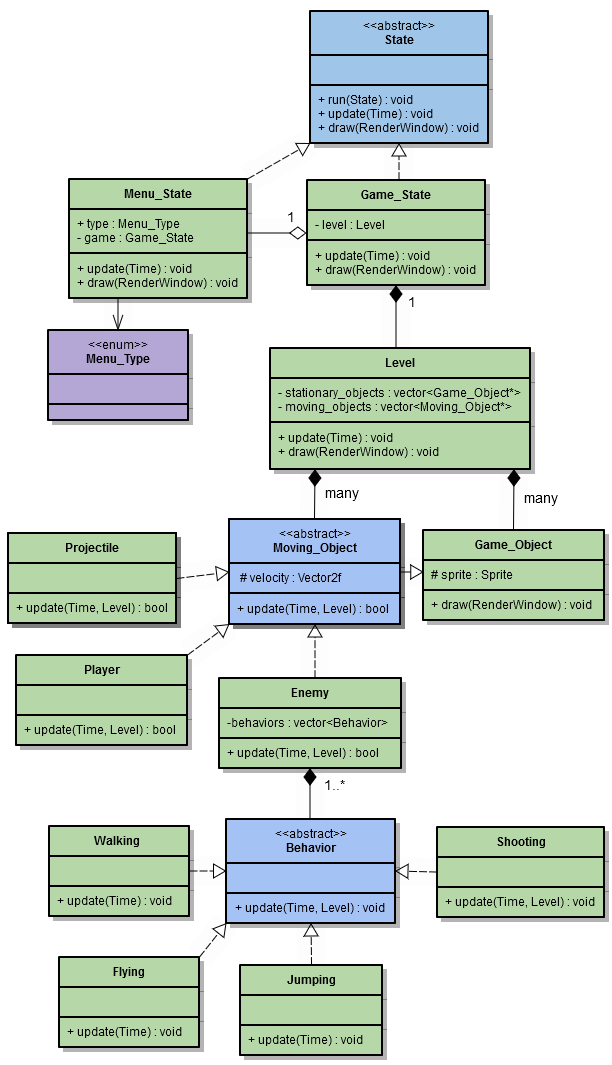 <<abstract>>
State
+ run(State) : void
+ update(Time) : void
+ draw(RenderWindow) : void
Menu_State
+ type : Menu_Type
- game : Game_State
+ update(Time) : void
+ draw(RenderWindow) : void
1
Game_State
- level : Level
+ update(Time) : void
+ draw(RenderWindow) : void
1
<<enum>>
Menu_Type
Level
- stationary_objects : vector<Game_Object*>
- moving_objects : vector<Moving_Object*>
+ update(Time) : void
+ draw(RenderWindow) : void
many
many
Projectile
+ update(Time, Level) : bool
<<abstract>>
Moving_Object
# velocity : Vector2f
+ update(Time, Level) : bool
Game_Object
# sprite : Sprite
+ draw(RenderWindow) : void
Player
+ update(Time, Level) : bool
Enemy
-behaviors : vector<Behavior>
+ update(Time, Level) : bool
1..*
Walking
+ update(Time) : void
<<abstract>>
Behavior
+ update(Time, Level) : void
Shooting
+ update(Time, Level) : void
Flying
+ update(Time) : void
Jumping
+ update(Time) : void